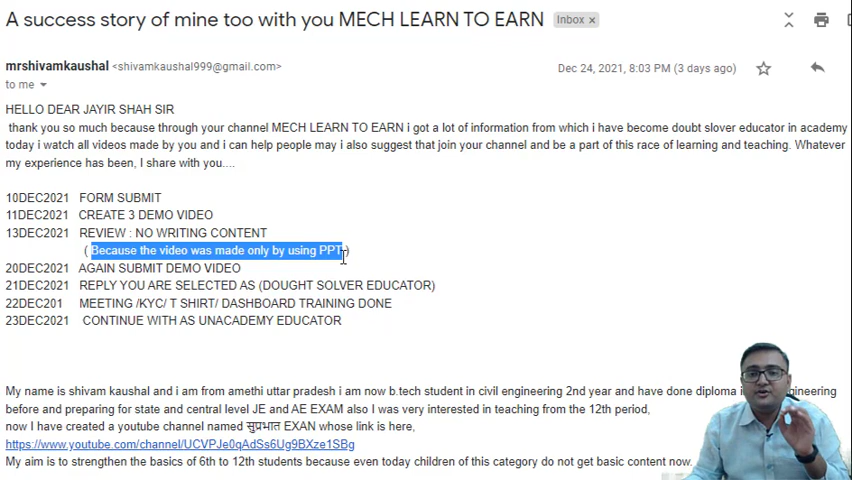 A success story of mine too with you MECH LEARN TO EARN Inbox ×
mrshivamkaushal <shivamkaushal999@gmail.com> Dec 24, 2021, 8:03 PM (3 days ago)
to me
HELLO DEAR JAYIR SHAH SIR
thank you so much because through your channel MECH LEARN TO EARN i got a lot of information from which i have become doubt slover educator in academy
today i watch all videos made by you and i can help people may i also suggest that join your channel and be a part of this race of learning and teaching. Whatever
my experience has been, I share with you....
10DEC2021 FORM SUBMIT
11DEC2021 CREATE 3 DEMO VIDEO
13DEC2021 REVIEW : NO WRITING CONTENT
( Because the video was made only by using PPT )
20DEC2021 AGAIN SUBMIT DEMO VIDEO
21DEC2021 REPLY YOU ARE SELECTED AS (DOUGHT SOLVER EDUCATOR)
22DEC201 MEETING /KYC/ T SHIRT/ DASHBOARD TRAINING DONE
23DEC2021 CONTINUE WITH AS UNACADEMY EDUCATOR
My name is shivam kaushal and i am from amethi uttar pradesh i am now b.tech student in civil engineering 2nd year and have done diploma engineering
before and preparing for state and central level JE and AE EXAM also I was very interested in teaching from the 12th period,
now I have created a youtube channel named सुप्रभात EXAN whose link is here,
https://www.youtube.com/channel/UCVPJe0qAdSs6Ug9BXze1SBg
My aim is to strengthen the basics of 6th to 12th students because even today children of this category do not get basic content now.